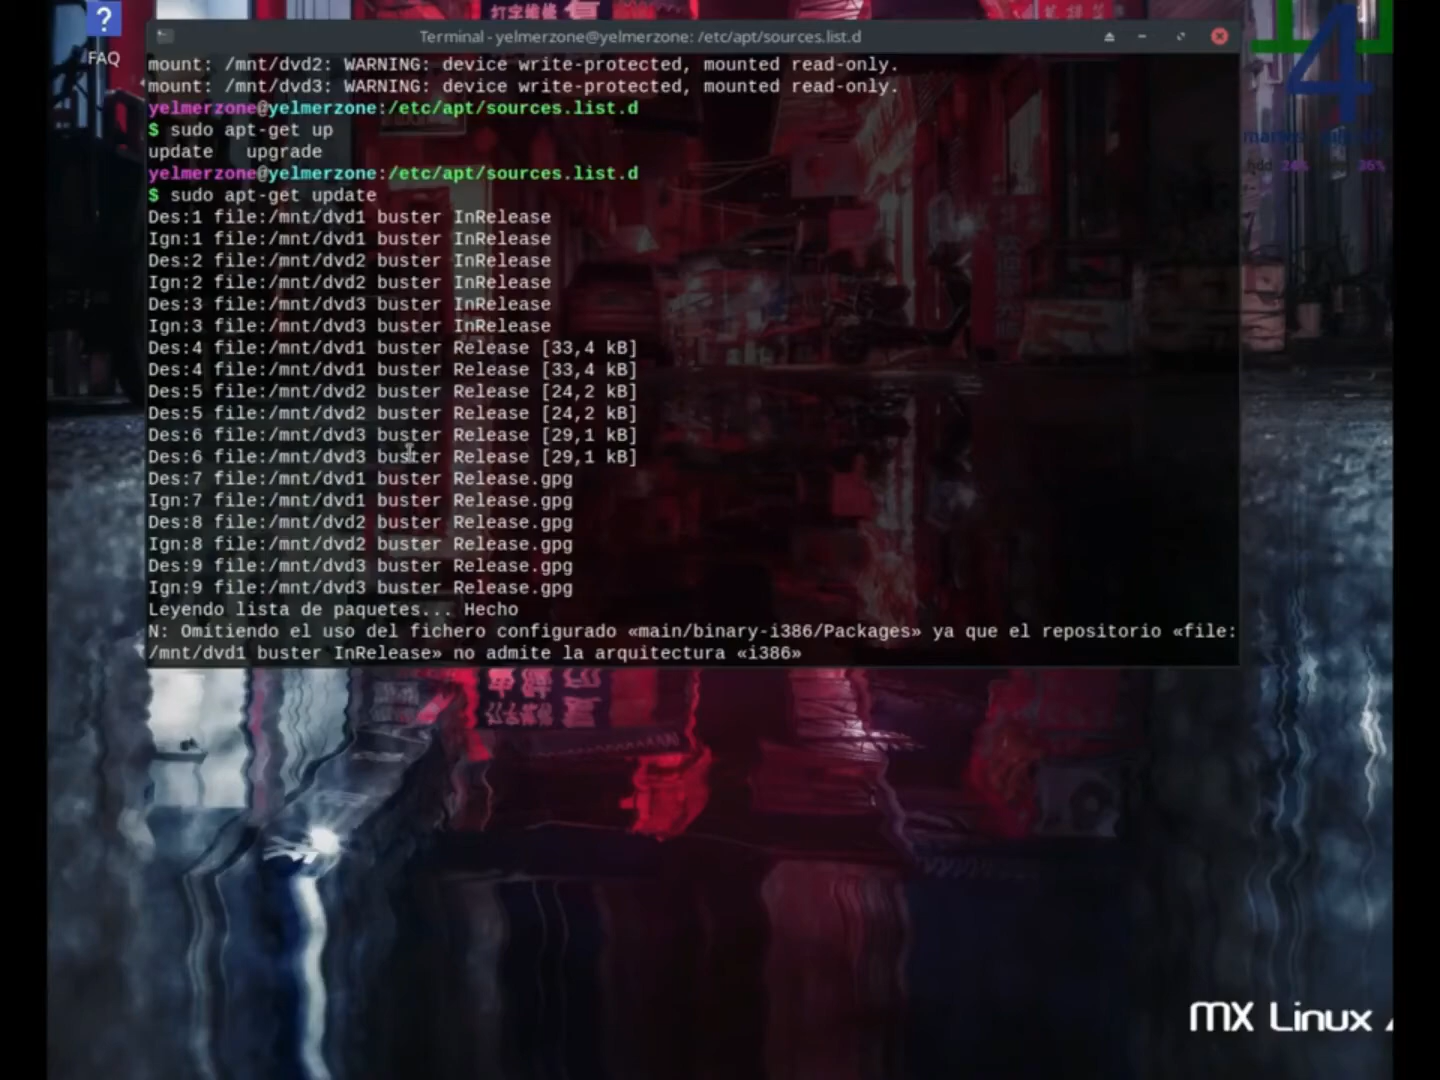 打字維修 復
?
FAQ
Terminal - yelmerzone@yelmerzone: /etc/apt/sources.list.d
4
mount: /mnt/dvd2: WARNING: device write-protected, mounted read-only.
mount: /mnt/dvd3: WARNING: device write-protected, mounted read-only.
yelmerzone@yelmerzone:/etc/apt/sources.list.d
$ sudo apt-get up
update   upgrade
yelmerzone@yelmerzone:/etc/apt/sources.list.d
36%
$ sudo apt-get update
Des:1 file:/mnt/dvd1 buster InRelease
Ign:1 file:/mnt/dvd1 buster InRelease
Des:2 file:/mnt/dvd2 buster InRelease
Ign:2 file:/mnt/dvd2 buster InRelease
Des:3 file:/mnt/dvd3 buster InRelease
Ign:3 file:/mnt/dvd3 buster InRelease
Des:4 file:/mnt/dvd1 buster Release [33,4 kB]
Des:4 file:/mnt/dvd1 buster Release [33,4 kB]
Des:5 file:/mnt/dvd2 buster Release [24,2 kB]
Des:5 file:/mnt/dvd2 buster Release [24,2 kB]
Des:6 file:/mnt/dvd3 buster Release [29,1 kB]
Des:6 file:/mnt/dvd3 buster Release [29,1 kB]
Des:7 file:/mnt/dvd1 buster Release.gpg
Ign:7 file:/mnt/dvd1 buster Release.gpg
Des:8 file:/mnt/dvd2 buster Release.gpg
Ign:8 file:/mnt/dvd2 buster Release.gpg
Des:9 file:/mnt/dvd3 buster Release.gpg
Ign:9 file:/mnt/dvd3 buster Release.gpg
Leyendo lista de paquetes... Hecho
N: Omitiendo el uso del fichero configurado «main/binary-i386/Packages» ya que el repositorio «file:
/mnt/dvd1 buster InRelease» no admite la arquitectura «i386»
MX Linux